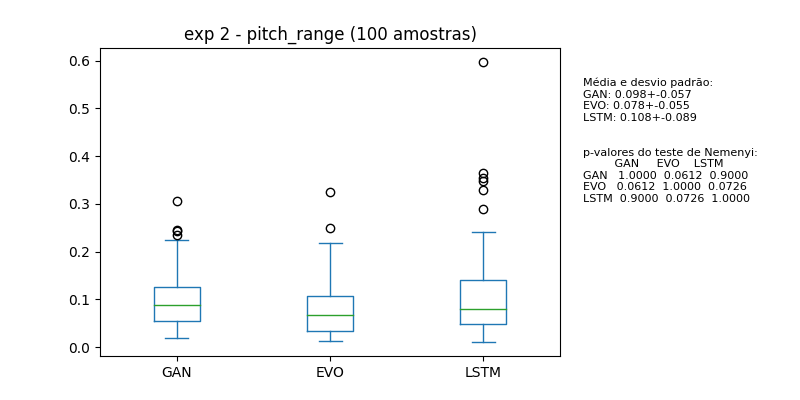 exp 2 - pitch_range (100 amostras)
0.6
0.5
0.4
0.3
0.2
0.1
0.0
GAN EVO LSTM
Média e desvio padrão:
GAN: 0.098+-0.057
EVO: 0.078+-0.055
LSTM: 0.108+-0.089
p-valores do teste de Nemenyi:
GAN EVO LSTM
GAN 1.0000 0.0612 0.9000
EVO 0.0612 1.0000 0.0726
LSTM 0.9000 0.0726 1.0000